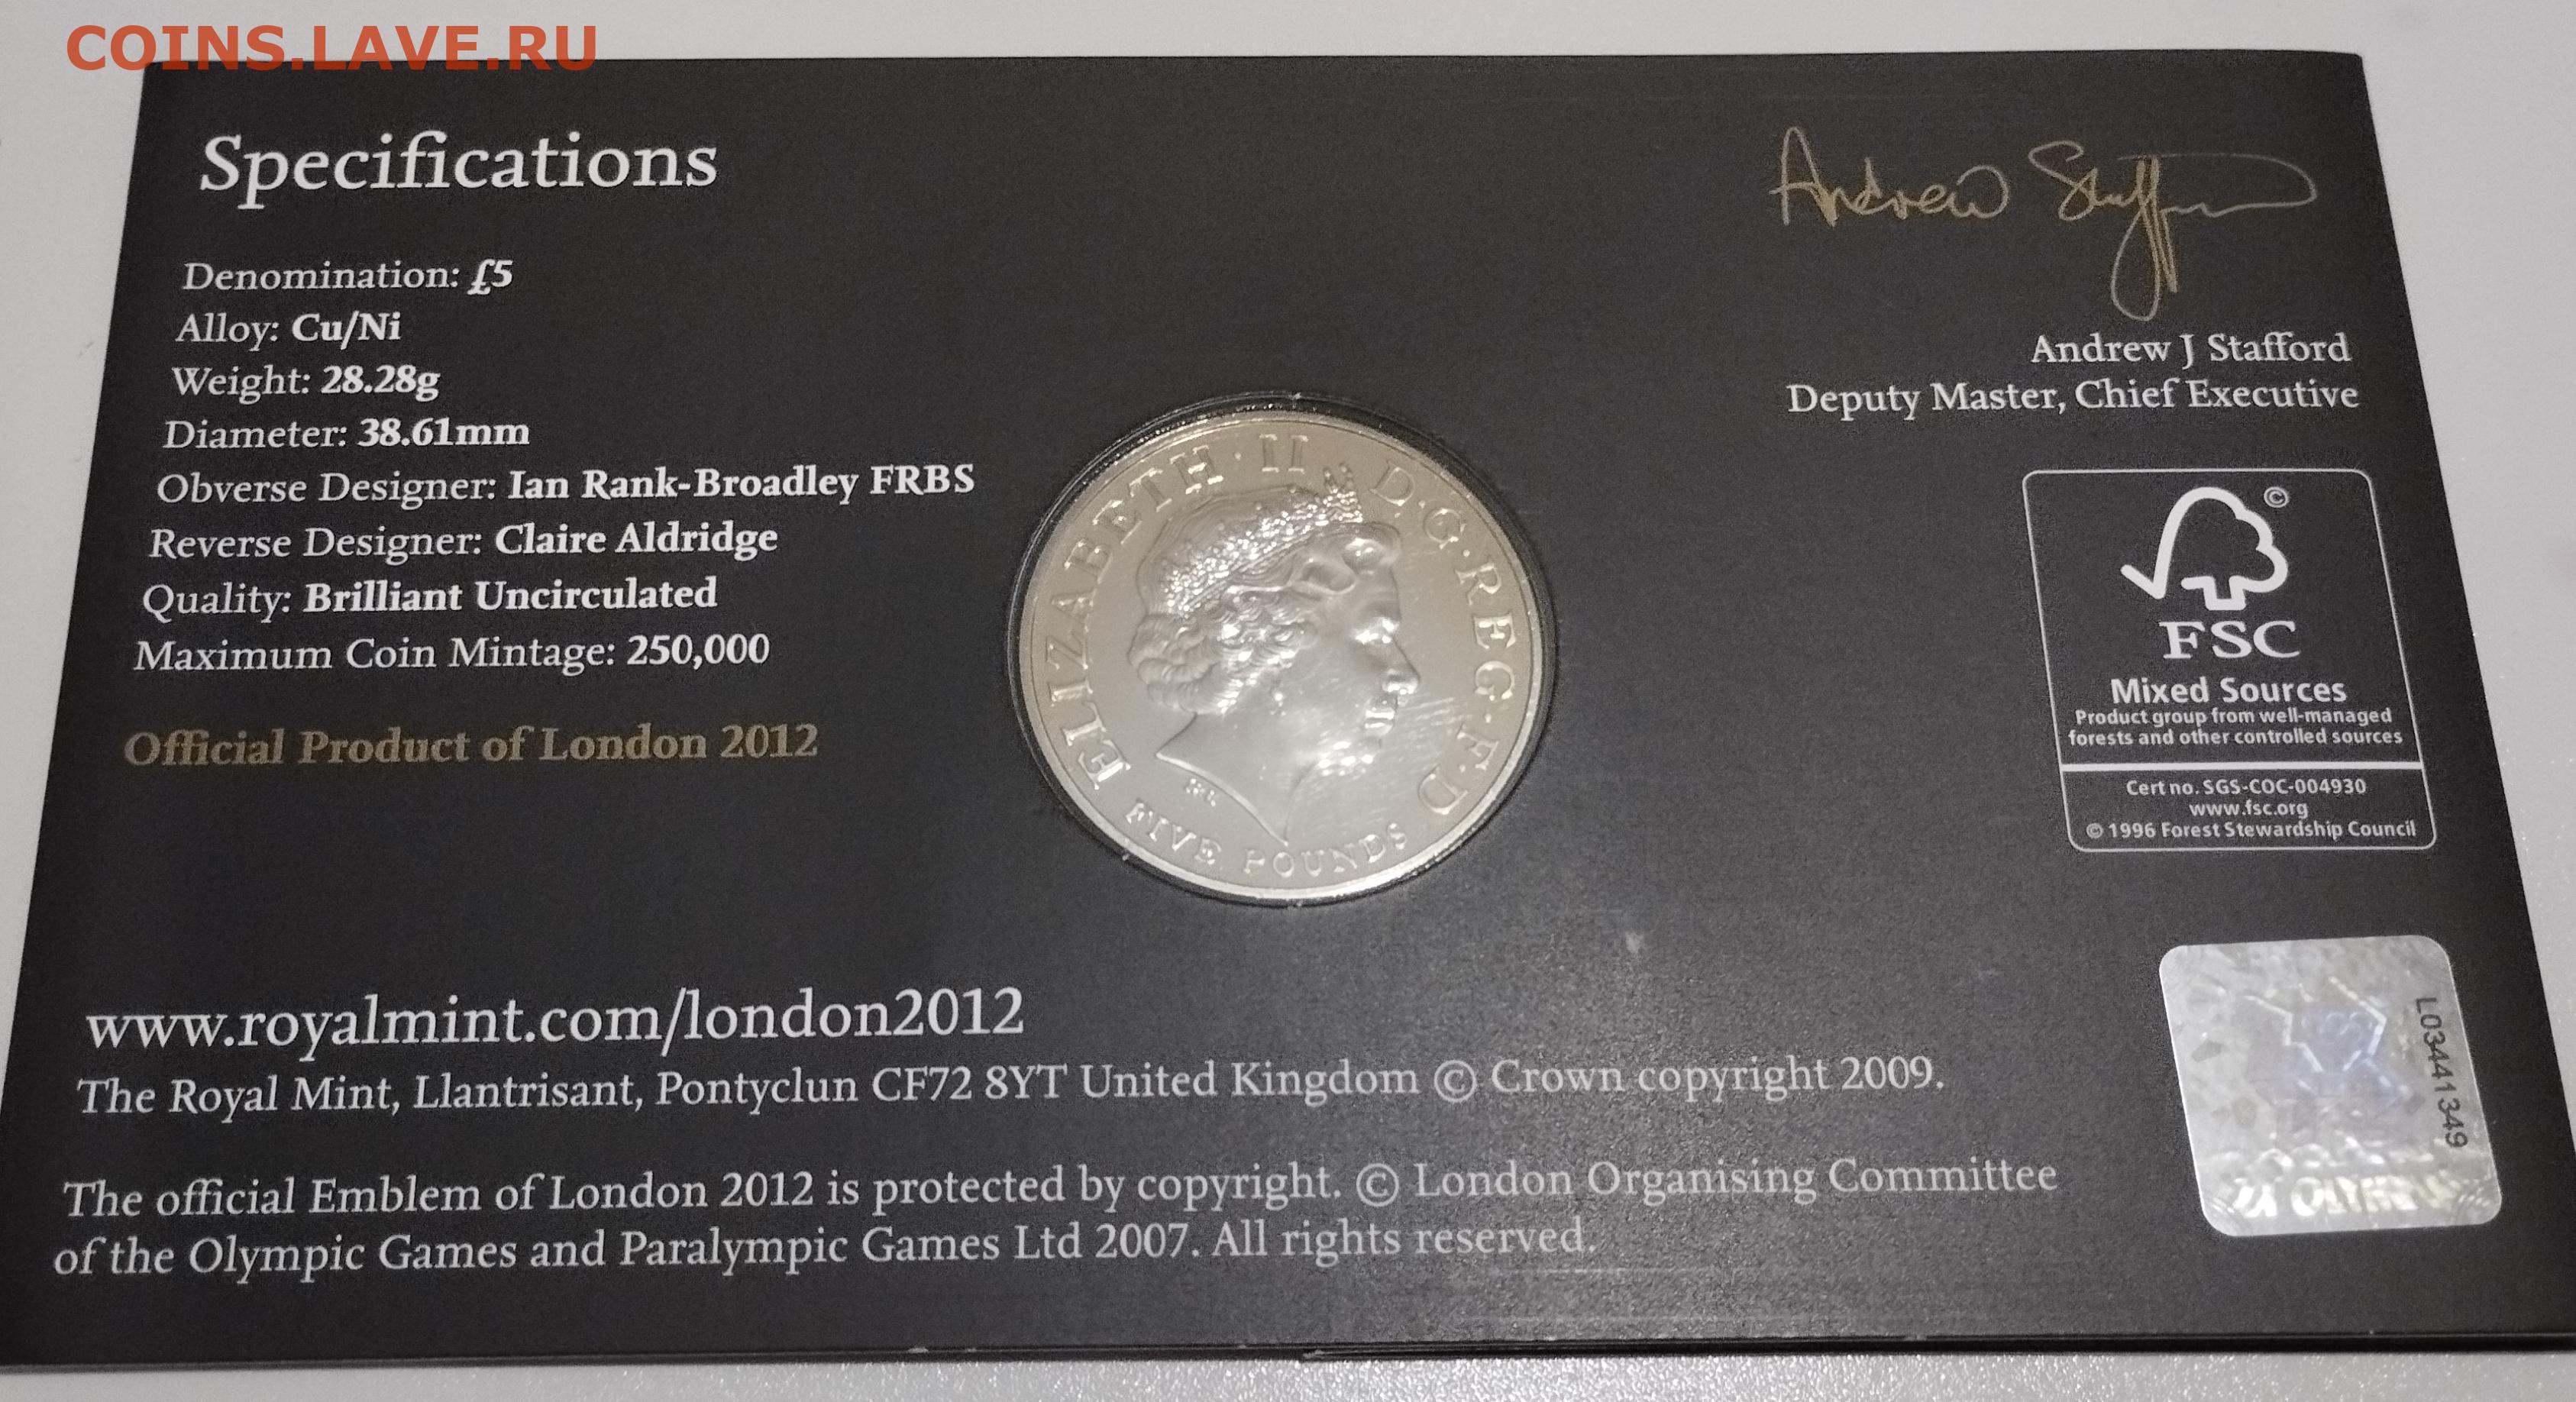 COINS.LAVE.RU
Specifications
Denomination: £5
Alloy: Cu/Ni
Weight: 28.28g
Diameter: 38.61mm
Obverse Designer: Ian Rank-Broadley FRBS
Reverse Designer: Claire Aldridge
Quality: Brilliant Uncirculated
Maximum Coin Mintage: 250,000
Official Product of London 2012
Andrew Stafford
Andrew J Stafford
Deputy Master, Chief Executive
ELIZABETH · II D·G·REG·F·D
FIVE POUNDS
©
FSC
Mixed Sources
Product group from well-managed
forests and other controlled sources
Cert no. SGS-COC-004930
www.fsc.org
© 1996 Forest Stewardship Council
L03441349
www.royalmint.com/london2012
The Royal Mint, Llantrisant, Pontyclun CF72 8YT United Kingdom © Crown copyright 2009.
The official Emblem of London 2012 is protected by copyright. © London Organising Committee
of the Olympic Games and Paralympic Games Ltd 2007. All rights reserved.